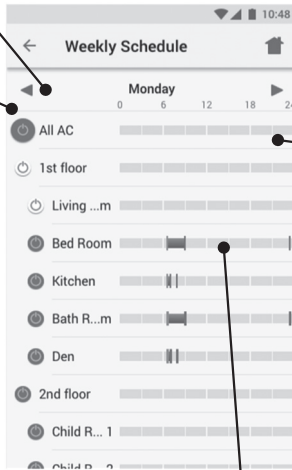 10:48
Weekly Schedule
Monday
0 6 12 18 24
All AC
1st floor
Living ...m
Bed Room
Kitchen
Bath R...m
Den
2nd floor
Child R... 1